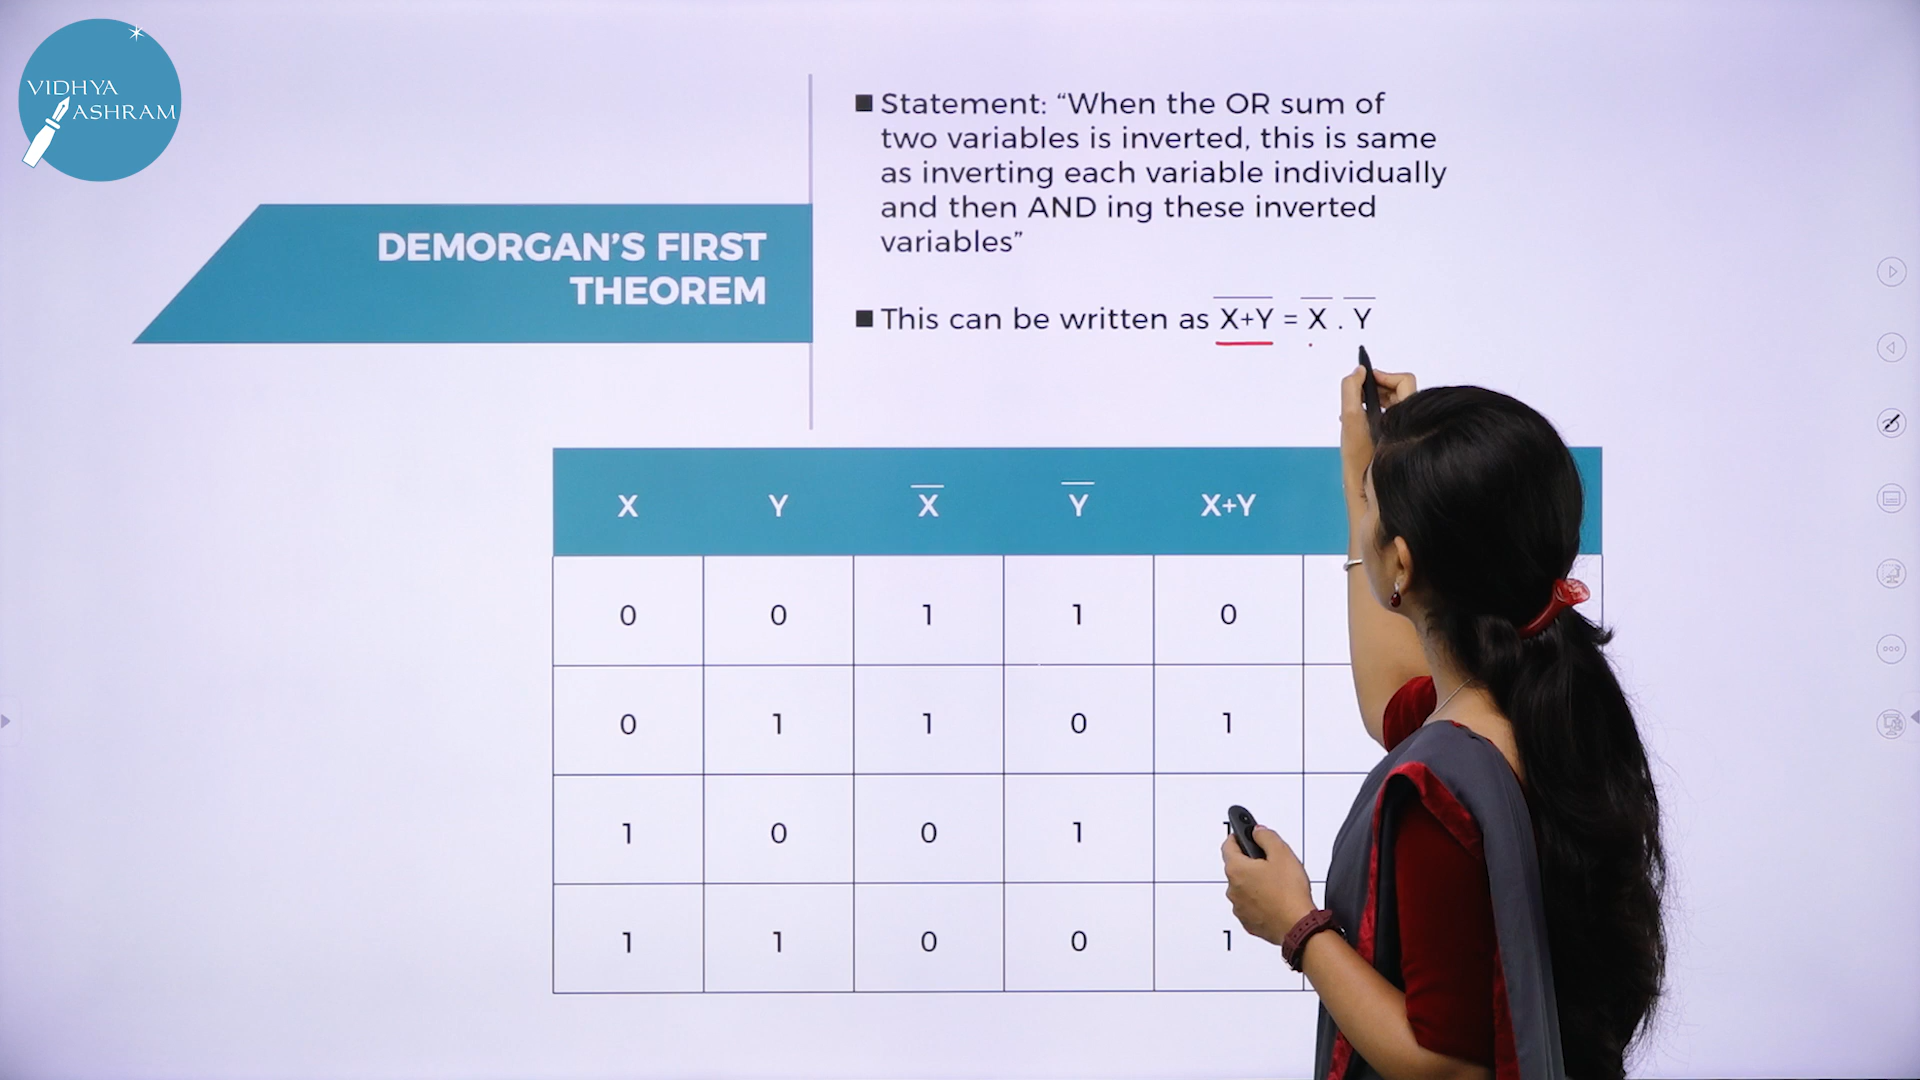 VIDHYA
ASHRAM
DEMORGAN’S FIRST
THEOREM
■ Statement: “When the OR sum of
two variables is inverted, this is same
as inverting each variable individually
and then AND ing these inverted
variables”
■ This can be written as X̅+̅Y̅ = X̅ . Y̅
X Y X̅ Y̅ X+Y
0 0 1 1 0
0 1 1 0 1
1 0 0 1 1
1 1 0 0 1